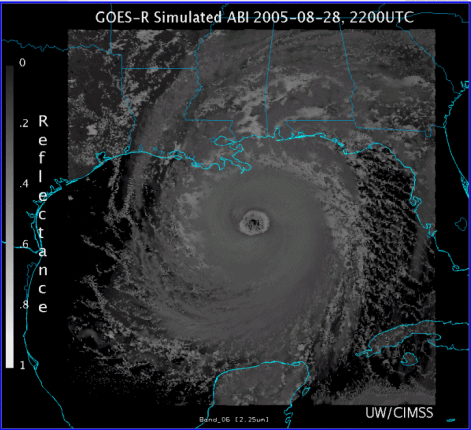 GOES-R Simulated ABI 2005-08-28, 2200UTC
0
.2
.4
.6
.8
1
Reflectance
Band_06 [2.25um]
UW/CIMSS